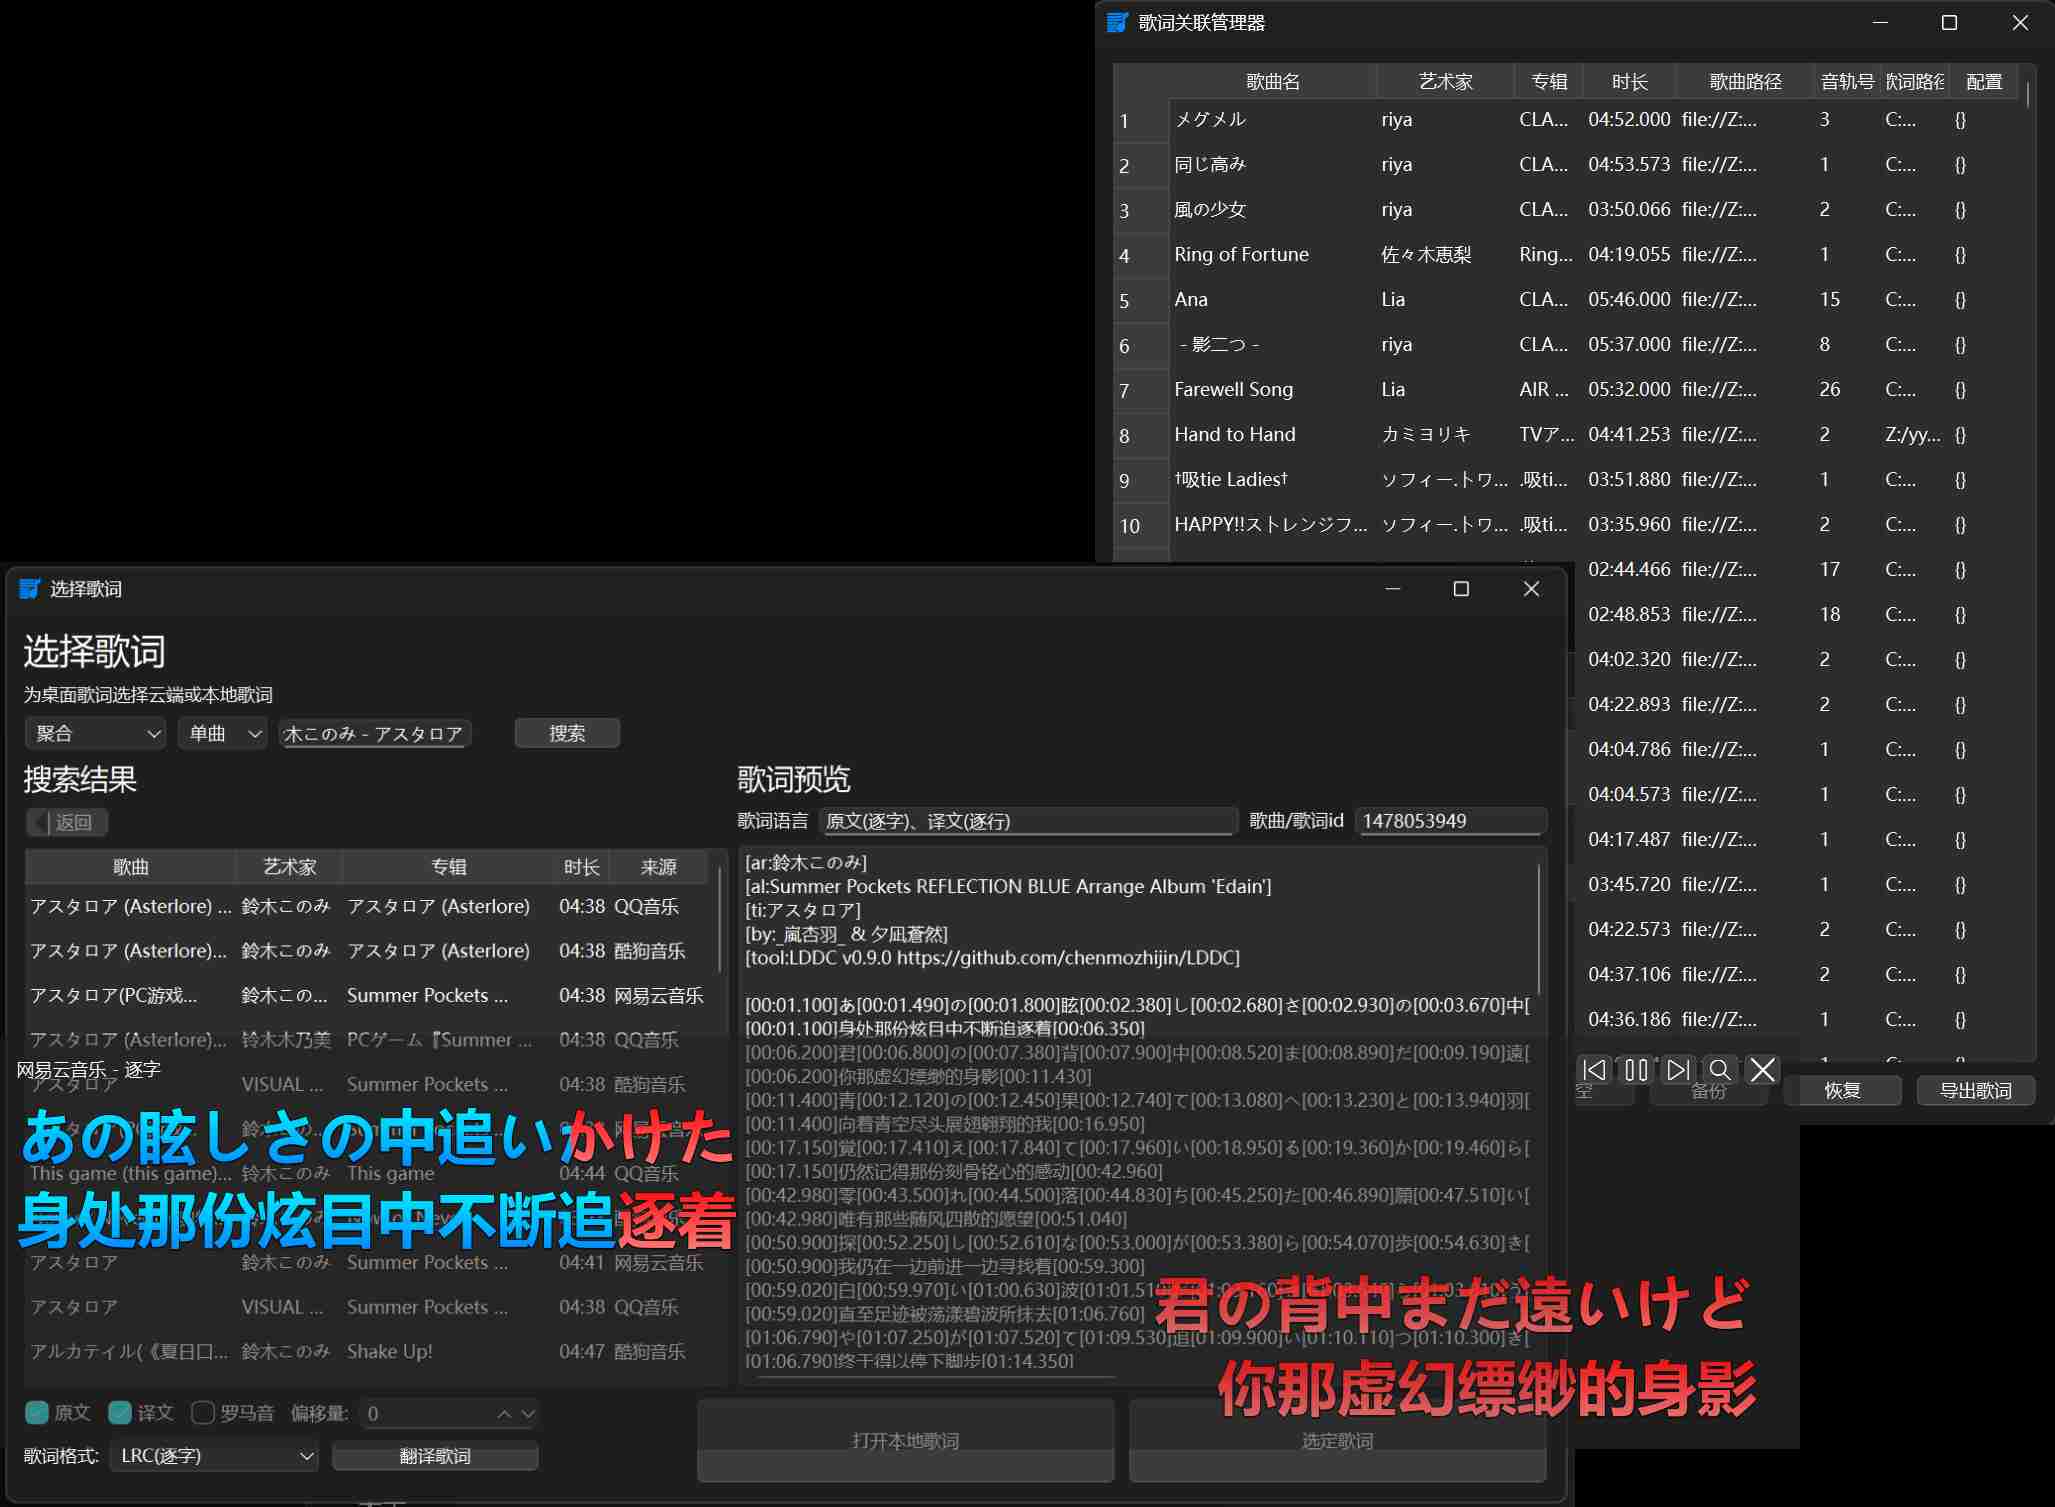 歌词关联管理器
歌曲名 艺术家 专辑 时长 歌曲路径 音轨号 歌词路径 配置
1 メグメル riya CLA... 04:52.000 file://Z:... 3 C:... {}
2 同じ高み riya CLA... 04:53.573 file://Z:... 1 C:... {}
3 風の少女 riya CLA... 03:50.066 file://Z:... 2 C:... {}
4 Ring of Fortune 佐々木恵梨 Ring... 04:19.055 file://Z:... 1 C:... {}
5 Ana Lia CLA... 05:46.000 file://Z:... 15 C:... {}
6 - 影二つ - riya CLA... 05:37.000 file://Z:... 8 C:... {}
7 Farewell Song Lia AIR ... 05:32.000 file://Z:... 26 C:... {}
8 Hand to Hand カミヨリキ TVア... 04:41.253 file://Z:... 2 Z:/yy... {}
9 †吸tie Ladies† ソフィー.トワ... .吸ti... 03:51.880 file://Z:... 1 C:... {}
10 HAPPY!!ストレンジフ... ソフィー.トワ... .吸ti... 03:35.960 file://Z:... 2 C:... {}
02:44.466 file://Z:... 17 C:... {}
02:48.853 file://Z:... 18 C:... {}
04:02.320 file://Z:... 2 C:... {}
04:22.893 file://Z:... 2 C:... {}
04:04.786 file://Z:... 1 C:... {}
04:04.573 file://Z:... 1 C:... {}
04:17.487 file://Z:... 1 C:... {}
03:45.720 file://Z:... 1 C:... {}
04:22.573 file://Z:... 2 C:... {}
04:37.106 file://Z:... 2 C:... {}
04:36.186 file://Z:... 1 C:... {}
空 备份 恢复 导出歌词
选择歌词
选择歌词
为桌面歌词选择云端或本地歌词
聚合 单曲 木このみ - アスタロア 搜索
搜索结果
返回
歌曲 艺术家 专辑 时长 来源
アスタロア (Asterlore) ... 鈴木このみ アスタロア (Asterlore) 04:38 QQ音乐
アスタロア (Asterlore)... 鈴木このみ アスタロア (Asterlore) 04:38 酷狗音乐
アスタロア(PC游戏... 鈴木この... Summer Pockets ... 04:38 网易云音乐
アスタロア (Asterlore)... 铃木木乃美 PCゲーム『Summer ... 04:38 QQ音乐
アスタロア VISUAL ... Summer Pockets ... 04:38 酷狗音乐
This game (this game)... 鈴木このみ This game 04:44 QQ音乐
アスタロア 鈴木このみ Summer Pockets ... 04:41 网易云音乐
アスタロア VISUAL ... Summer Pockets ... 04:38 QQ音乐
アルカテイル(《夏日口... 鈴木このみ Shake Up! 04:47 酷狗音乐
网易云音乐 - 逐字
あの眩しさの中追いかけた
身处那份炫目中不断追逐着
君の背中まだ遠いけど
你那虚幻缥缈的身影
歌词预览
歌词语言 原文(逐字)、译文(逐行) 歌曲/歌词id 1478053949
[ar:鈴木このみ]
[al:Summer Pockets REFLECTION BLUE Arrange Album 'Edain']
[ti:アスタロア]
[by:_嵐杏羽_ & 夕凪蒼然]
[tool:LDDC v0.9.0 https://github.com/chenmozhijin/LDDC]
[00:01.100]あ[00:01.490]の[00:01.800]眩[00:02.380]し[00:02.680]さ[00:02.930]の[00:03.670]中[
[00:01.100]身处那份炫目中不断追逐着[00:06.350]
[00:06.200]君[00:06.800]の[00:07.380]背[00:07.900]中[00:08.520]ま[00:08.890]だ[00:09.190]遠[
[00:06.200]你那虚幻缥缈的身影[00:11.430]
[00:11.400]青[00:12.120]の[00:12.450]果[00:12.740]て[00:13.080]へ[00:13.230]と[00:13.940]羽[
[00:11.400]向着青空尽头展翅翱翔的我[00:16.950]
[00:17.150]覚[00:17.410]え[00:17.840]て[00:17.960]い[00:18.950]る[00:19.360]か[00:19.460]ら[
[00:17.150]仍然记得那份刻骨铭心的感动[00:42.960]
[00:42.980]零[00:43.500]れ[00:44.500]落[00:44.830]ち[00:45.250]た[00:46.890]願[00:47.510]い[
[00:42.980]唯有那些随风四散的愿望[00:51.040]
[00:50.900]探[00:52.250]し[00:52.610]な[00:53.000]が[00:53.380]ら[00:54.070]歩[00:54.630]き[
[00:50.900]我仍在一边前进一边寻找着[00:59.300]
[00:59.020]白[00:59.970]い[01:00.630]波[01:01.51
[00:59.020]直至足迹被荡漾碧波所抹去[01:06.760]
[01:06.790]や[01:07.250]が[01:07.520]て[01:09.530]追[01:09.900]い[01:10.110]つ[01:10.300]き[
[01:06.790]终于得以停下脚步[01:14.350]
原文 译文 罗马音 偏移量: 0
歌词格式: LRC(逐字) 翻译歌词
打开本地歌词 选定歌词